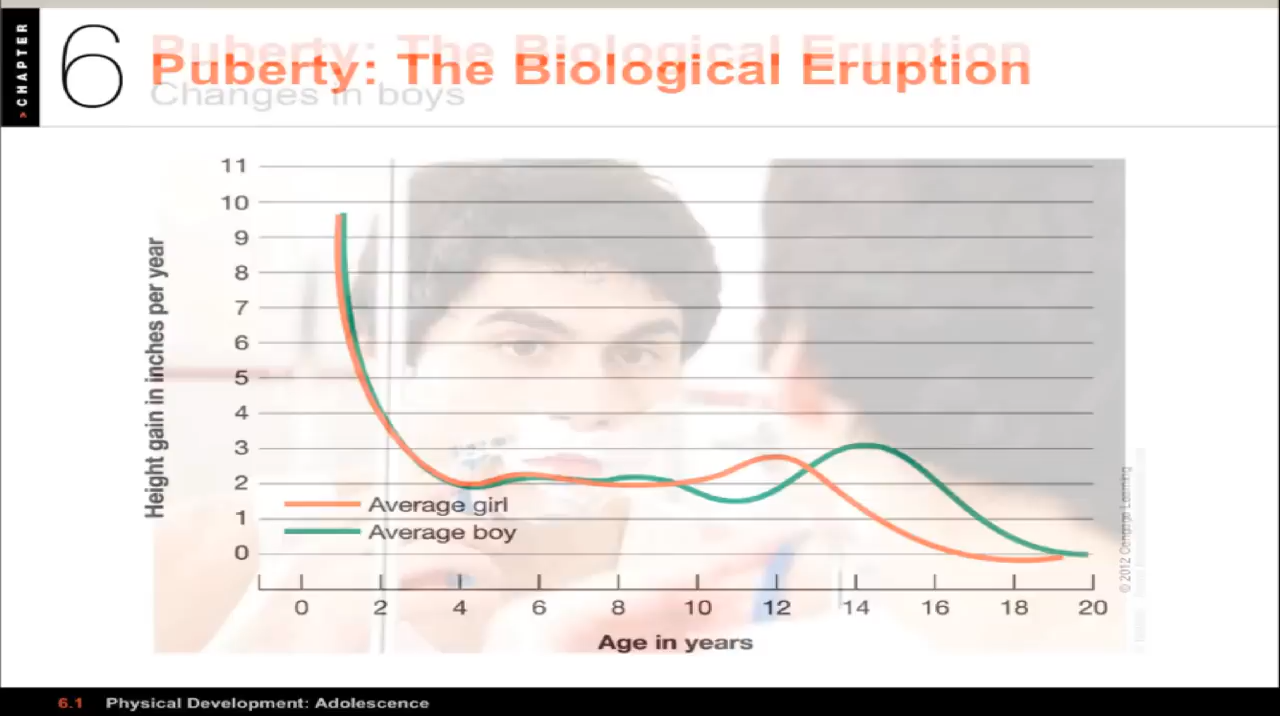 CHAPTER
6
Puberty: The Biological Eruption
Puberty: The Biological Eruption
Changes in boys
Height gain in inches per year
11
10
9
8
7
6
5
4
3
2
1
0
Average girl
Average boy
0 2 4 6 8 10 12 14 16 18 20
Age in years
© 2012 Cengage Learning
6.1 Physical Development: Adolescence